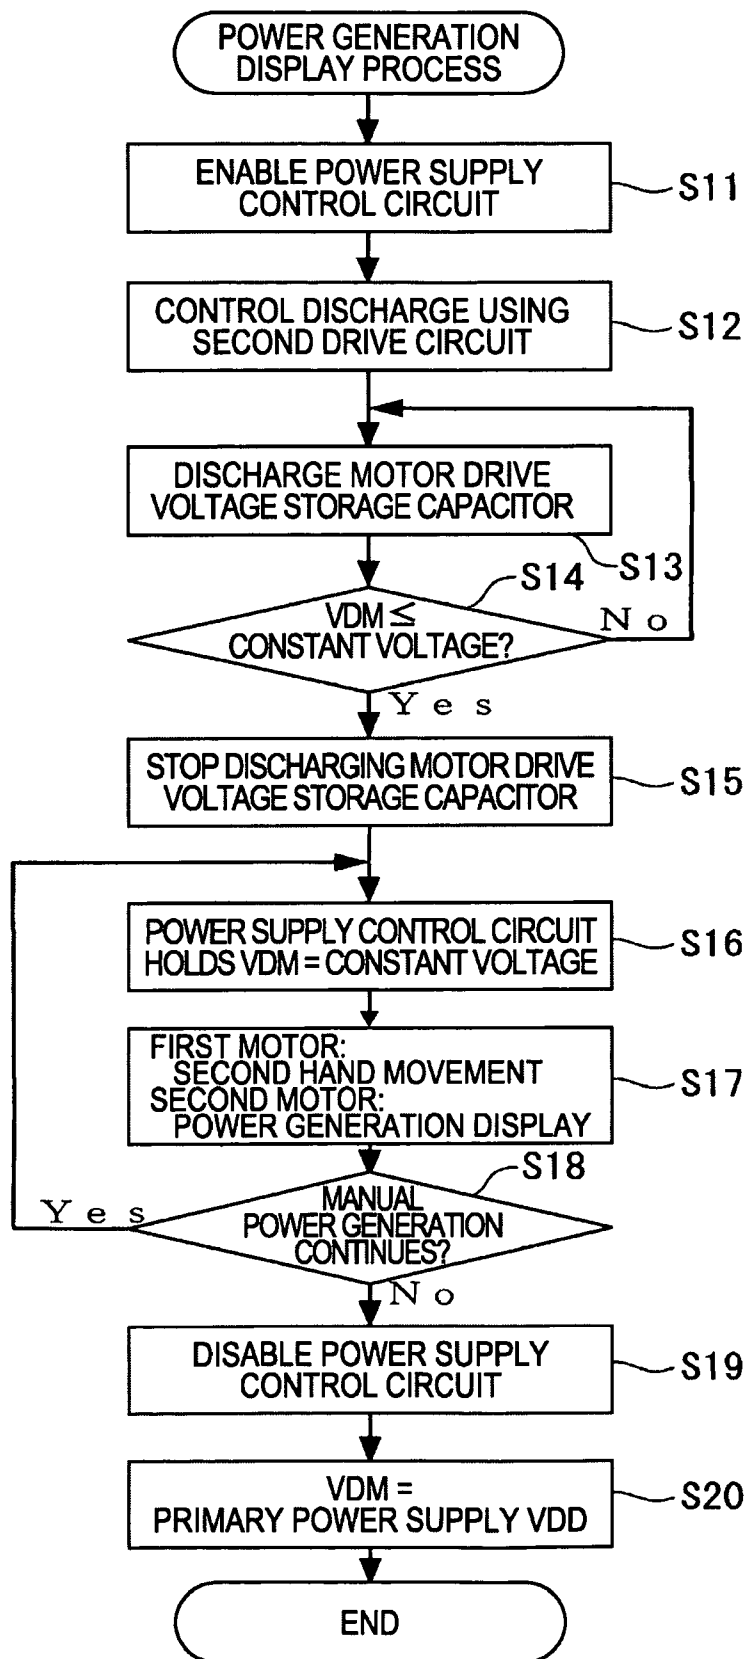 POWER GENERATION
DISPLAY PROCESS
ENABLE POWER SUPPLY
CONTROL CIRCUIT
S11
CONTROL DISCHARGE USING
SECOND DRIVE CIRCUIT
S12
DISCHARGE MOTOR DRIVE
VOLTAGE STORAGE CAPACITOR
S13
S14
VDM ≤
CONSTANT VOLTAGE?
No
Yes
STOP DISCHARGING MOTOR DRIVE
VOLTAGE STORAGE CAPACITOR
S15
POWER SUPPLY CONTROL CIRCUIT
HOLDS VDM = CONSTANT VOLTAGE
S16
FIRST MOTOR:
SECOND HAND MOVEMENT
SECOND MOTOR:
POWER GENERATION DISPLAY
S17
S18
MANUAL
POWER GENERATION
CONTINUES?
Yes
No
DISABLE POWER SUPPLY
CONTROL CIRCUIT
S19
VDM =
PRIMARY POWER SUPPLY VDD
S20
END